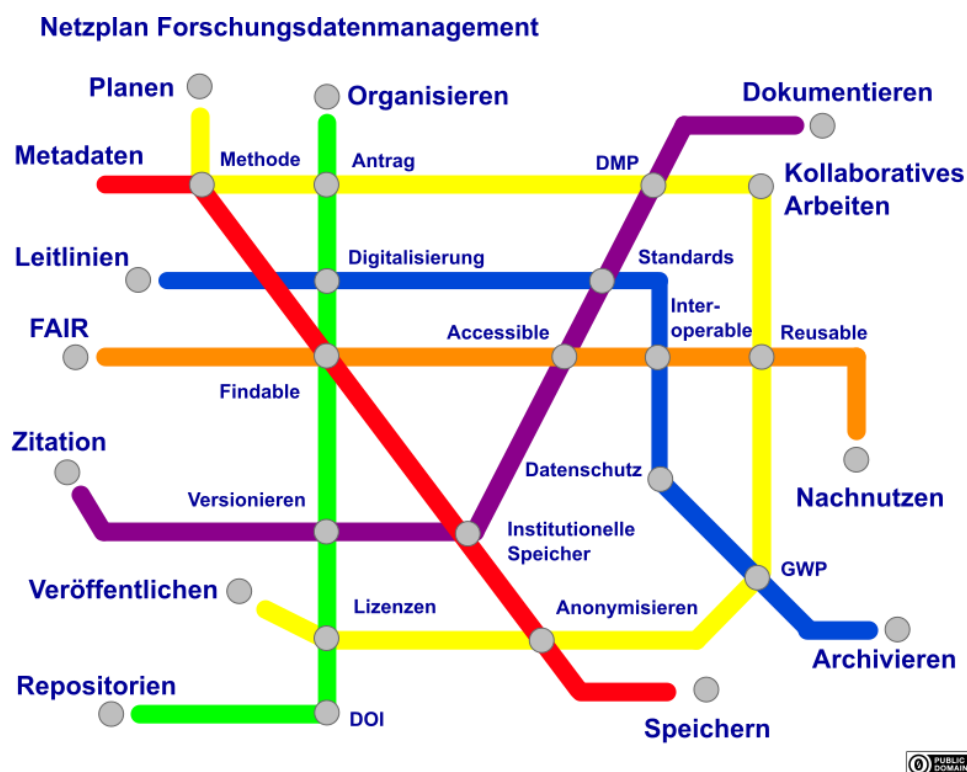 Netzplan Forschungsdatenmanagement
Planen
Organisieren
Dokumentieren
Metadaten
Methode
Antrag
DMP
Kollaboratives
Arbeiten
Leitlinien
Digitalisierung
Standards
FAIR
Accessible
Inter-
operable
Reusable
Findable
Zitation
Versionieren
Datenschutz
Nachnutzen
Institutionelle
Speicher
Veröffentlichen
Lizenzen
Anonymisieren
GWP
Archivieren
Repositorien
DOI
Speichern
PUBLIC
DOMAIN